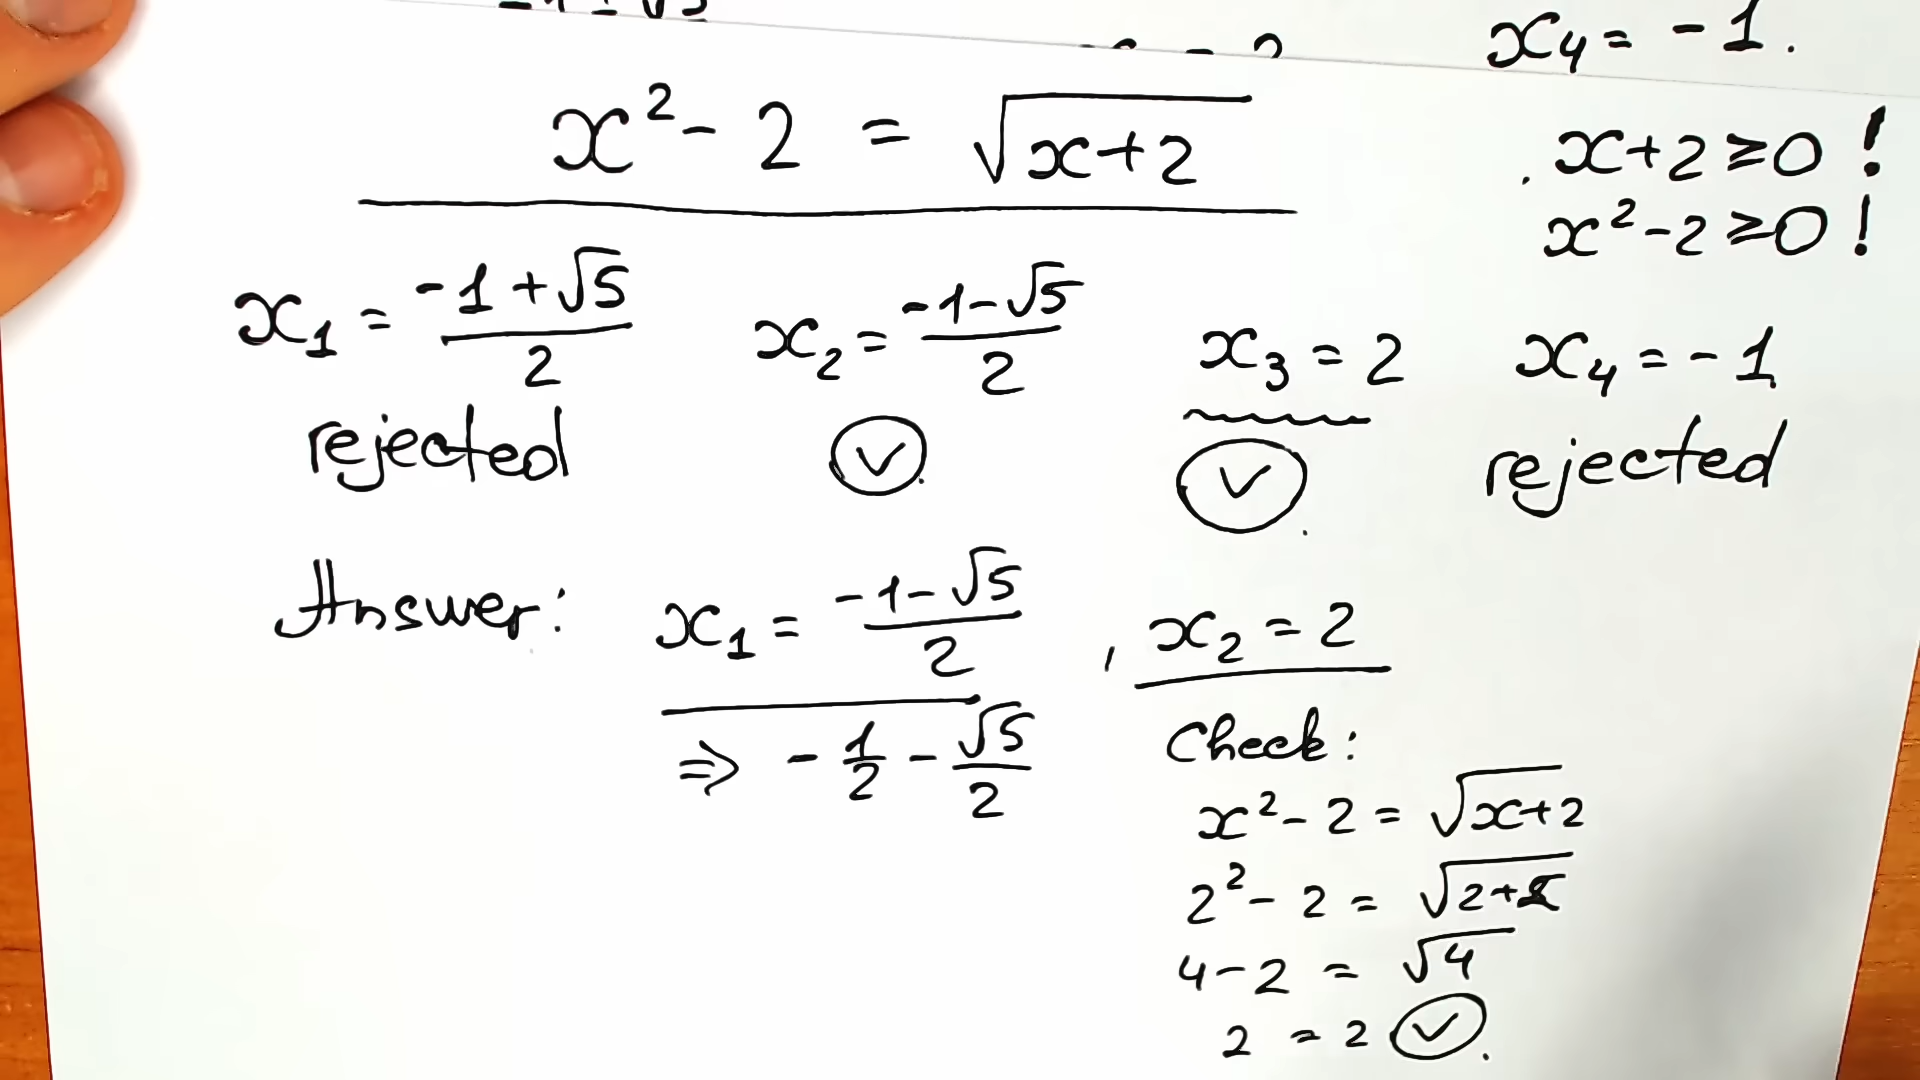 x₄ = -1.
x² - 2 = √(x+2)
x+2 ≥ 0 !
x² - 2 ≥ 0 !
x₁ = (-1+√5)/2 x₂ = (-1-√5)/2 x₃ = 2 x₄ = -1
rejected ✓ ✓ rejected
Answer: x₁ = (-1-√5)/2 , x₂ = 2
⇒ -1/2 - √5/2
Check:
x² - 2 = √(x+2)
2² - 2 = √(2+2)
4 - 2 = √4
2 = 2 ✓